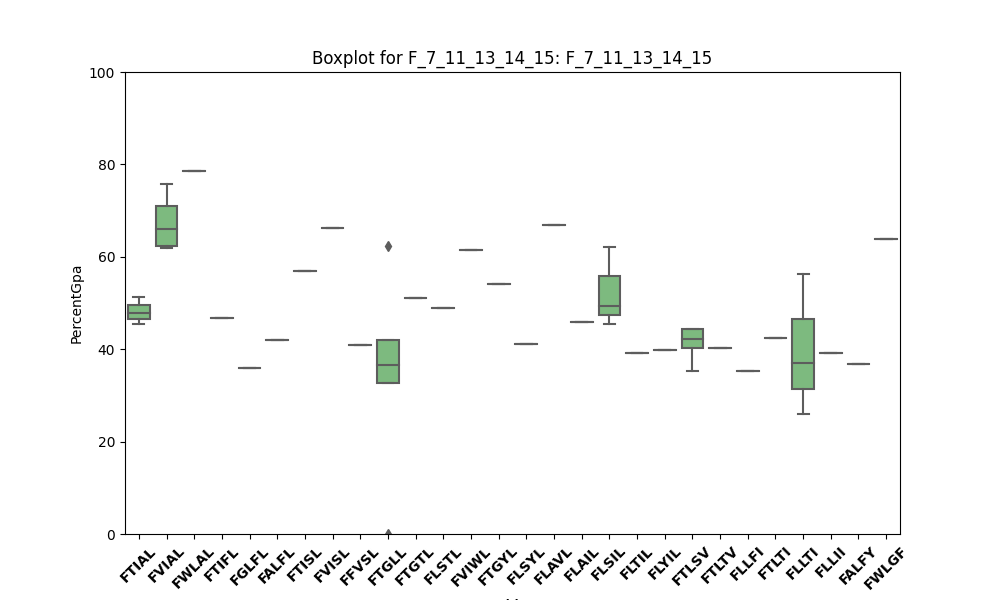 Boxplot for F_7_11_13_14_15: F_7_11_13_14_15
PercentGpa
100
80
60
40
20
0
FTIAL
FVIAL
FWLAL
FTIFL
FGLFL
FALFL
FTISL
FVISL
FFVSL
FTGLL
FTGTL
FLSTL
FVIWL
FTGYL
FLSYL
FLAVL
FLAIL
FLSIL
FLTIL
FLYIL
FTLSV
FTLTV
FLLFI
FTLTI
FLLTI
FLLII
FALFY
FWLGF